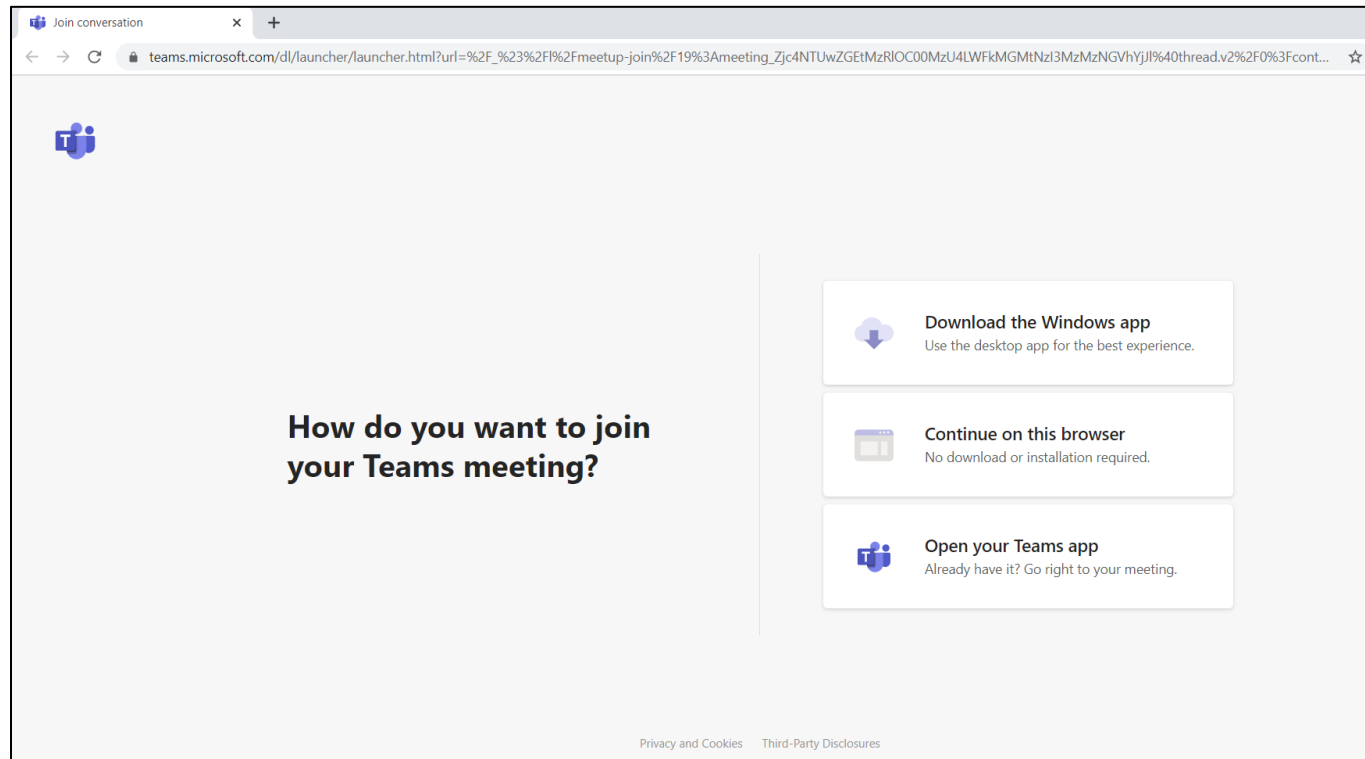 Join conversation
teams.microsoft.com/dl/launcher/launcher.html?url=%2F_%23%2Fl%2Fmeetup-join%2F19%3Ameeting_Zjc4NTUwZGEtMzRlOC00MzU4LWFkMGMtNzI3MzMzNGVhYjJl%40thread.v2%2F0%3Fcont...
T
Download the Windows app
Use the desktop app for the best experience.
How do you want to join
your Teams meeting?
Continue on this browser
No download or installation required.
T
Open your Teams app
Already have it? Go right to your meeting.
Privacy and Cookies Third-Party Disclosures